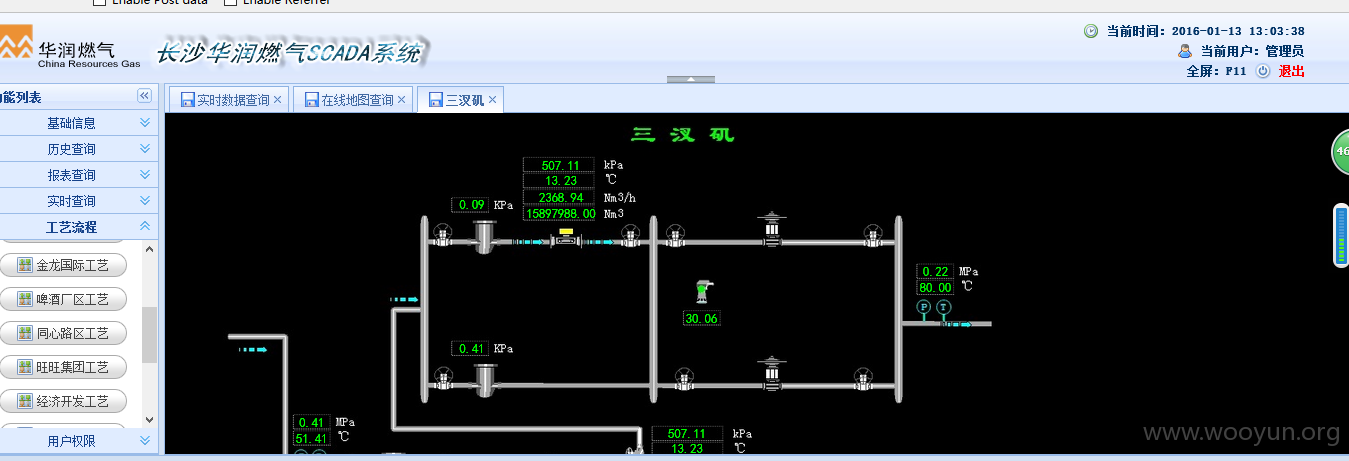 Enable Post data Enable Referrer
华润燃气
China Resources Gas
长沙华润燃气SCADA系统
当前时间：2016-01-13 13:03:38
当前用户：管理员
全屏：F11 退出
功能列表
基础信息
历史查询
报表查询
实时查询
工艺流程
金龙国际工艺
啤酒厂区工艺
同心路区工艺
旺旺集团工艺
经济开发工艺
用户权限
实时数据查询 在线地图查询 三汊矶
三 汊 矶
507.11 kPa
13.23 ℃
2368.94 Nm3/h
15897988.00 Nm3
0.09 KPa
46
0.22 MPa
80.00 ℃
P T
30.06
0.41 KPa
0.41 MPa
51.41 ℃
507.11 kPa
13.23 ℃
www.wooyun.org